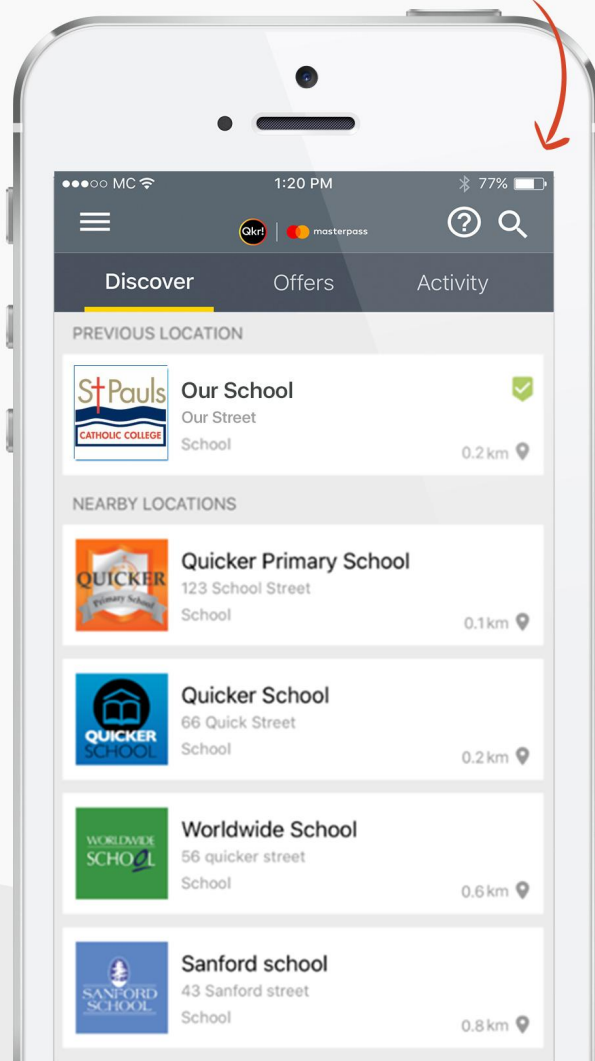 MC
1:20 PM
77%
Qkr!
masterpass
Discover
Offers
Activity
PREVIOUS LOCATION
St Pauls
CATHOLIC COLLEGE
Our School
Our Street
School
0.2 km
NEARBY LOCATIONS
QUICKER
Primary School
Quicker Primary School
123 School Street
School
0.1 km
QUICKER
SCHOOL
Quicker School
66 Quick Street
School
0.2 km
WORLDWIDE
SCHOOL
Worldwide School
56 quicker street
School
0.6 km
SANFORD
SCHOOL
Sanford school
43 Sanford street
School
0.8 km